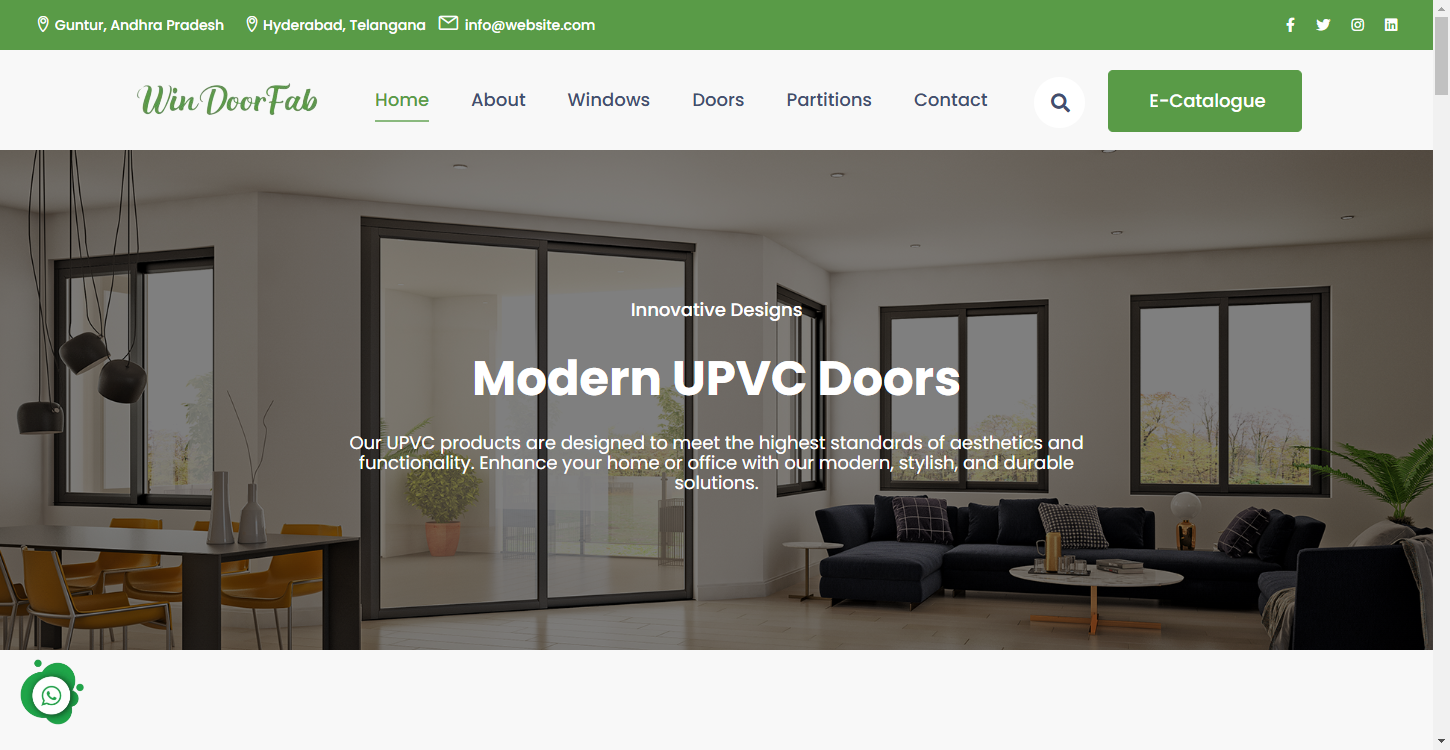 Guntur, Andhra Pradesh Hyderabad, Telangana info@website.com
Win DoorFab Home About Windows Doors Partitions Contact E-Catalogue
Innovative Designs
Modern UPVC Doors
Our UPVC products are designed to meet the highest standards of aesthetics and
functionality. Enhance your home or office with our modern, stylish, and durable
solutions.